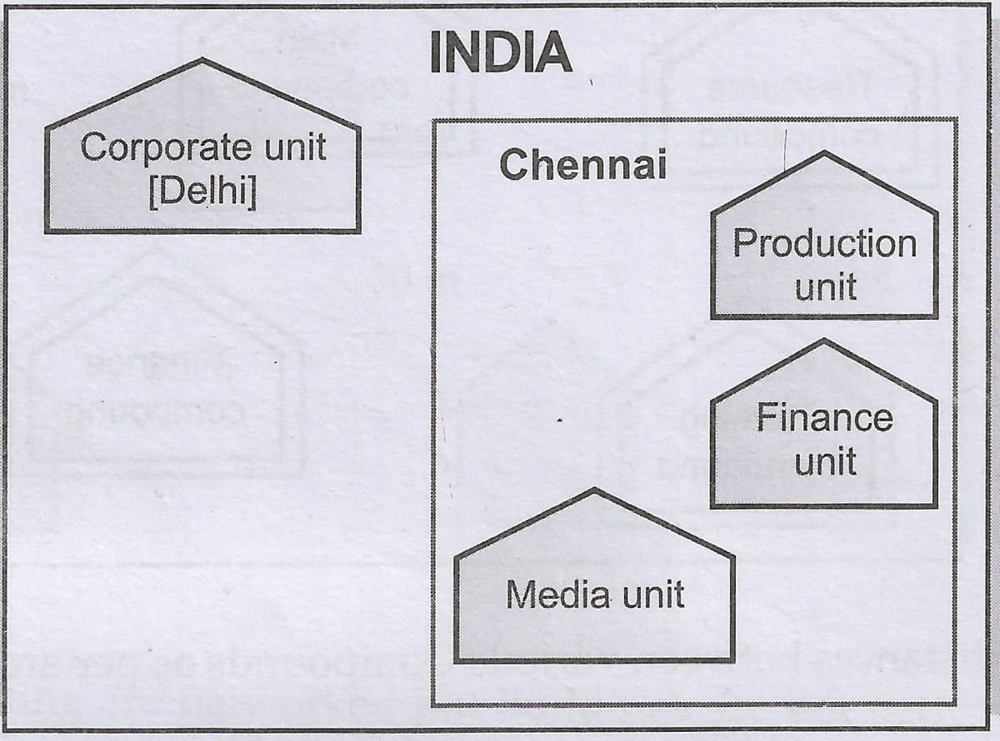 INDIA
Corporate unit
[Delhi]
Chennai
Production
unit
Finance
unit
Media unit